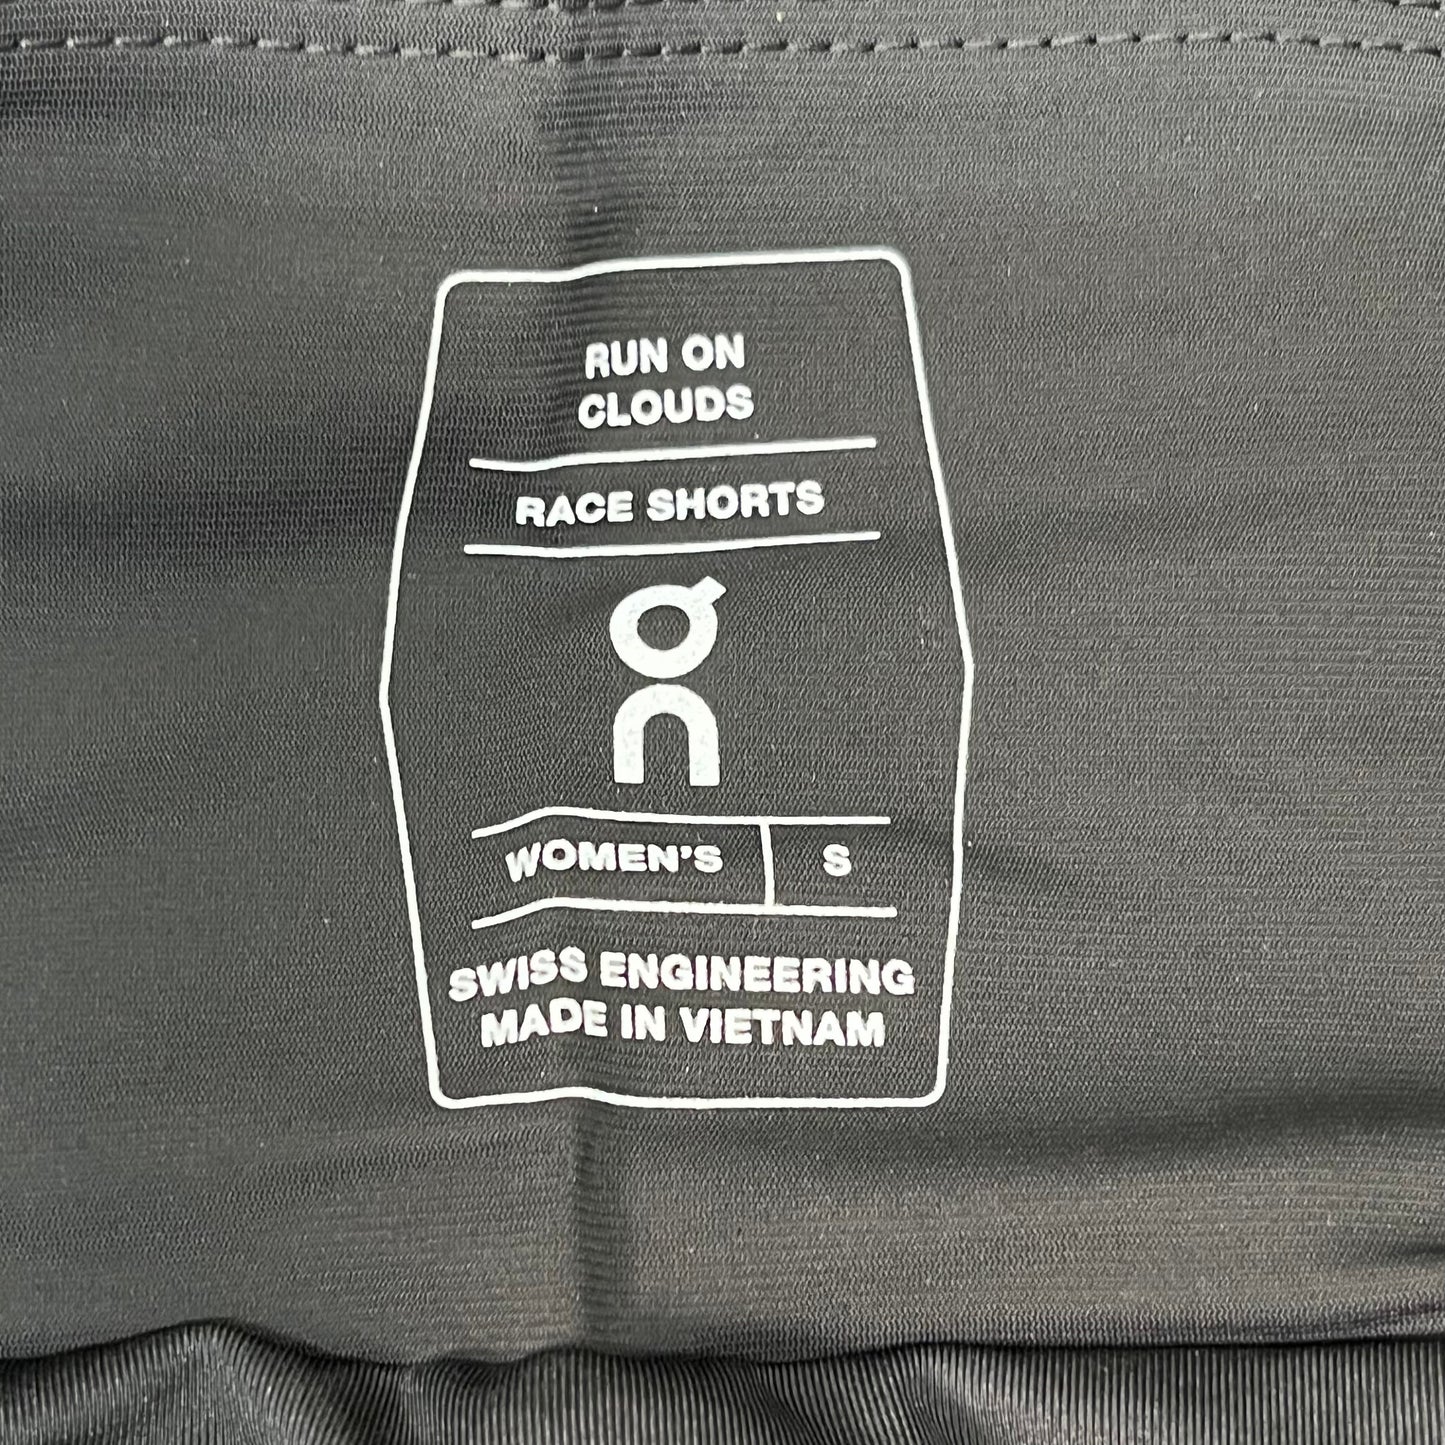 RUN ON
CLOUDS
RACE SHORTS
WOMEN'S S
SWISS ENGINEERING
MADE IN VIETNAM